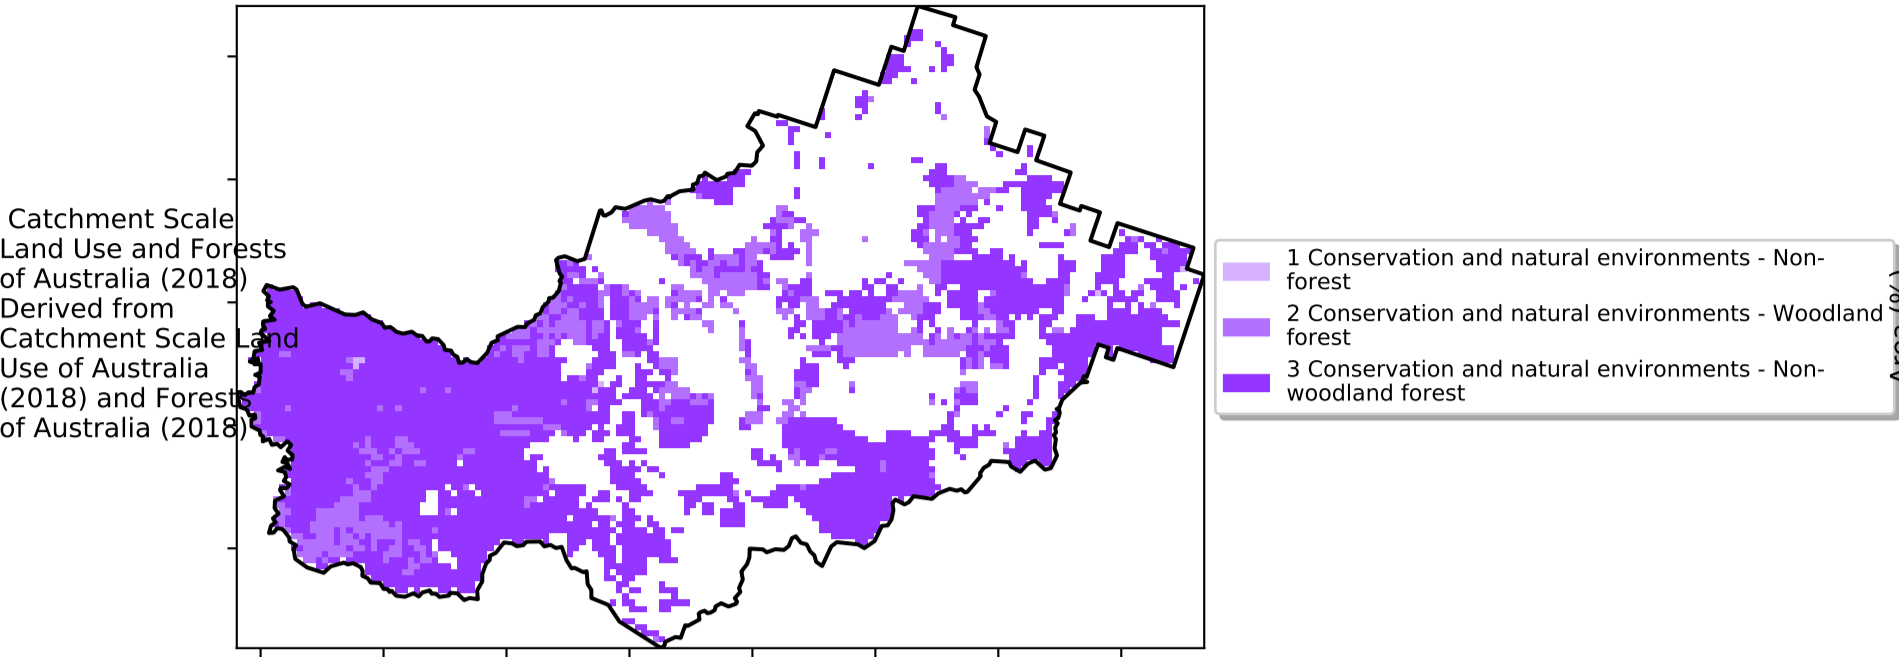 Catchment Scale
Land Use and Forests
of Australia (2018)
Derived from
Catchment Scale Land
Use of Australia
(2018) and Forests
of Australia (2018)
1 Conservation and natural environments - Non-
forest
2 Conservation and natural environments - Woodland
forest
3 Conservation and natural environments - Non-
woodland forest